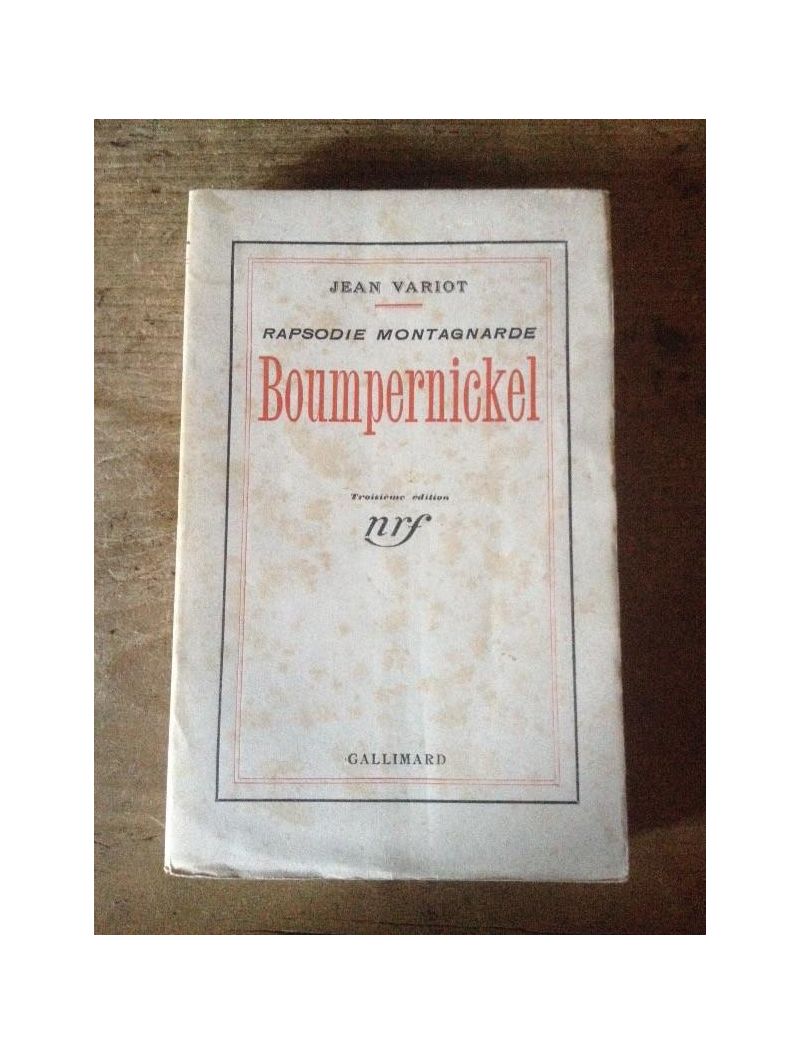 JEAN VARIOT
RAPSODIE MONTAGNARDE
Boumpernickel
Troisième édition
nrf
GALLIMARD